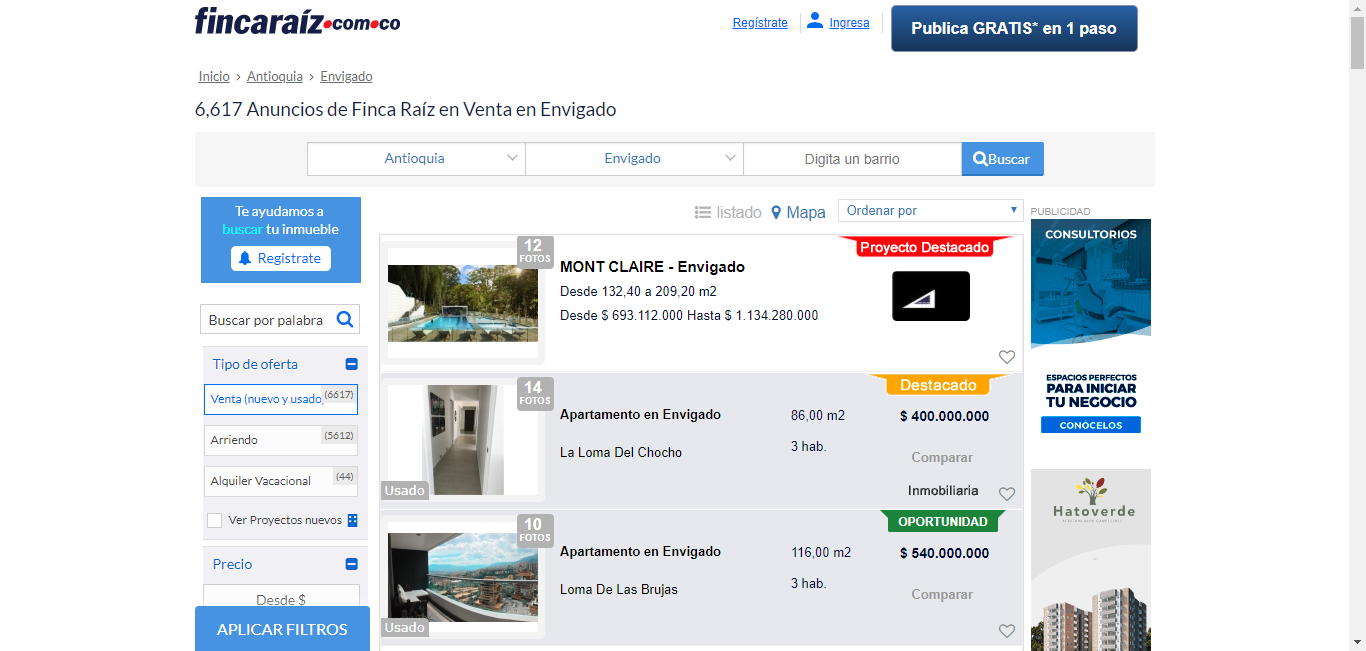 fincaraíz.com.co
Regístrate
Ingresa
Publica GRATIS* en 1 paso
Inicio > Antioquia > Envigado
6,617 Anuncios de Finca Raíz en Venta en Envigado
Antioquia
Envigado
Digita un barrio
Buscar
Te ayudamos a
buscar tu inmueble
Registrate
listado
Mapa
Ordenar por
PUBLICIDAD
Buscar por palabra
Tipo de oferta
Venta (nuevo y usado)
(6617)
Arriendo
(5612)
Alquiler Vacacional
(44)
Ver Proyectos nuevos
Precio
Desde $
APLICAR FILTROS
12
FOTOS
MONT CLAIRE - Envigado
Desde 132,40 a 209,20 m2
Desde $ 693.112.000 Hasta $ 1.134.280.000
Proyecto Destacado
14
FOTOS
Usado
Apartamento en Envigado
La Loma Del Chocho
86,00 m2
3 hab.
Destacado
$ 400.000.000
Comparar
Inmobiliaria
10
FOTOS
Usado
Apartamento en Envigado
Loma De Las Brujas
116,00 m2
3 hab.
OPORTUNIDAD
$ 540.000.000
Comparar
CONSULTORIOS
ESPACIOS PERFECTOS
PARA INICIAR
TU NEGOCIO
CONÓCELOS
Hatoverde